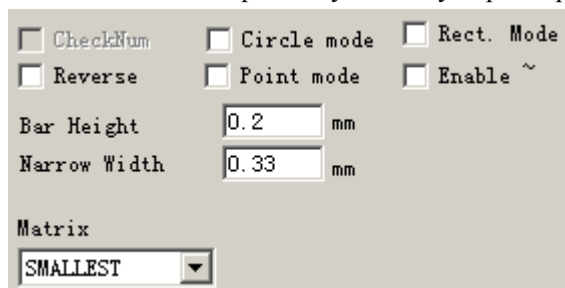 CheckNum Circle mode Rect. Mode
Reverse Point mode Enable ~
Bar Height 0.2 mm
Narrow Width 0.33 mm
Matrix
SMALLEST